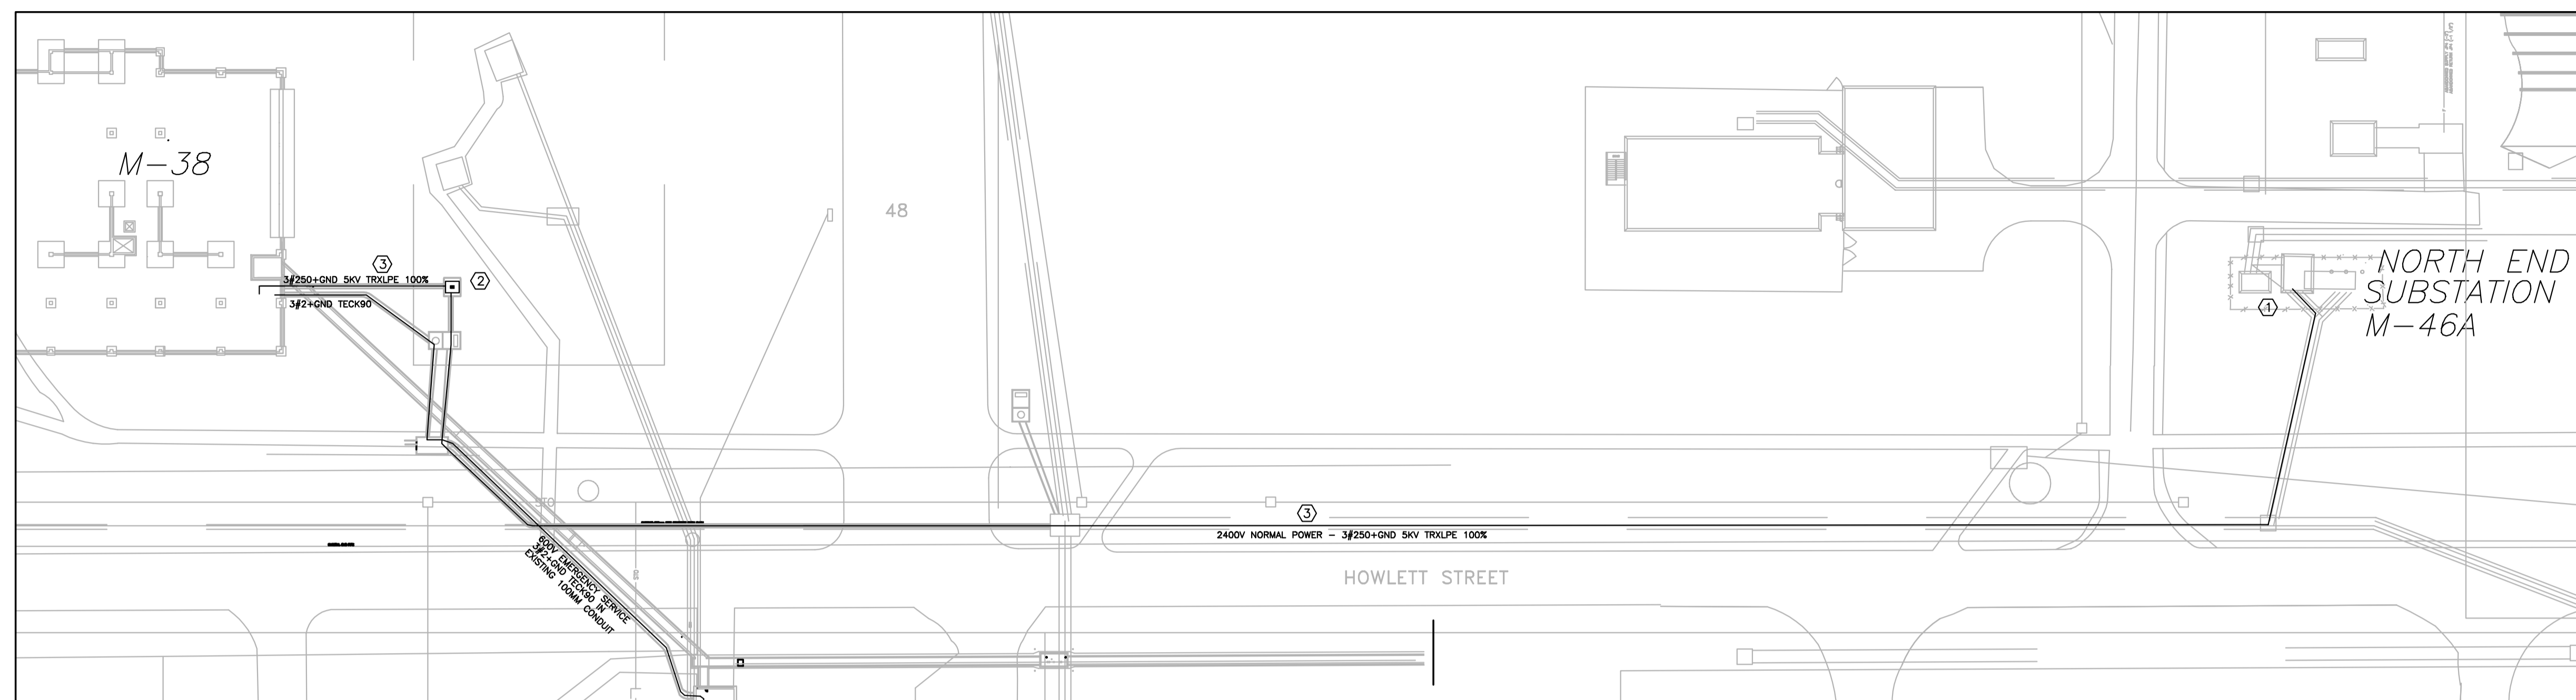 M-38
48
3
3#250+GND 5KV TRXLPE 100%
2
3#2+GND TECK90
NORTH END
SUBSTATION
M-46A
1
3
2400V NORMAL POWER - 3#250+GND 5KV TRXLPE 100%
600V EMERGENCY SERVICE
3#2+GND TECK90 IN
EXISTING 100MM CONDUIT
HOWLETT STREET